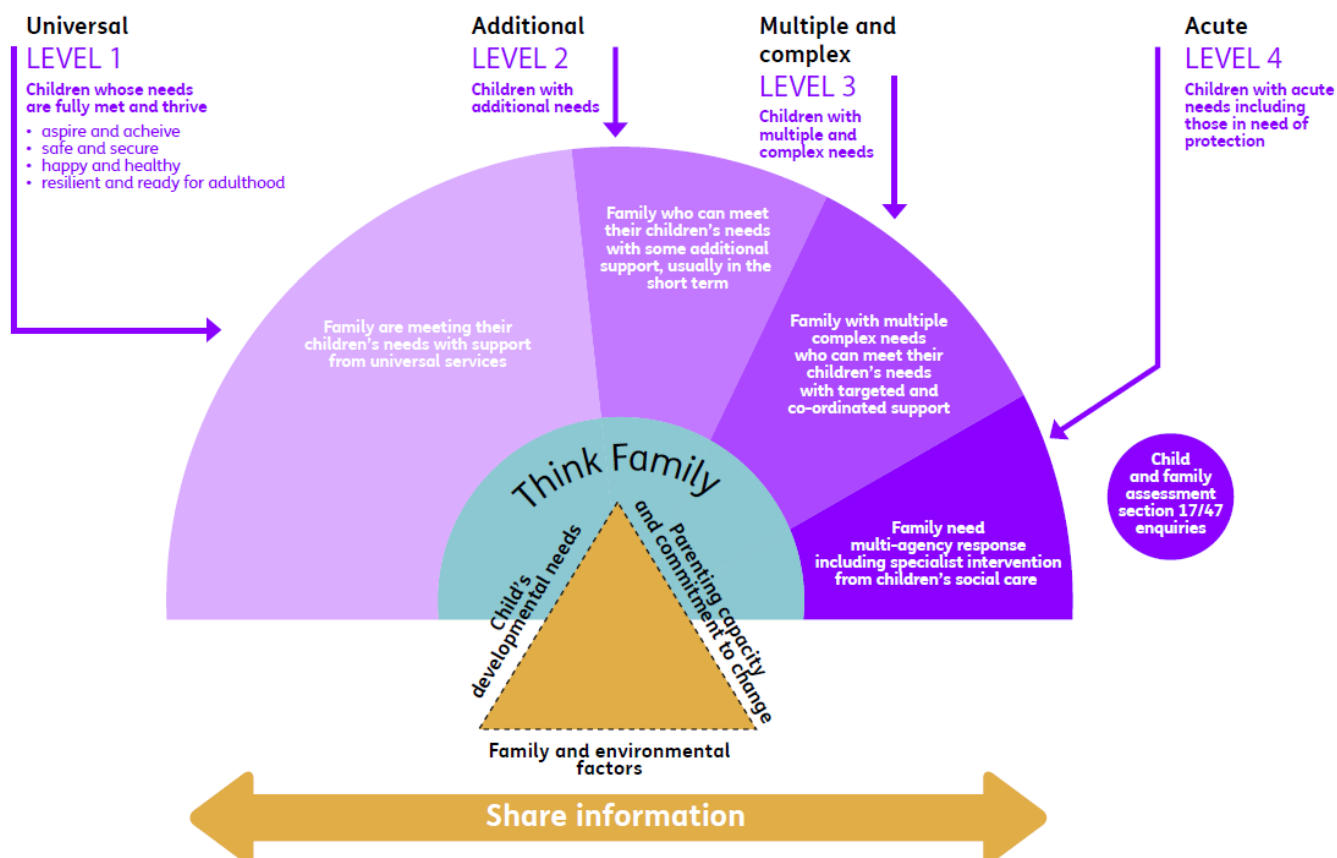 Universal
LEVEL 1
Children whose needs
are fully met and thrive
• aspire and acheive
• safe and secure
• happy and healthy
• resilient and ready for adulthood
Additional
LEVEL 2
Children with
additional needs
Multiple and
complex
LEVEL 3
Children with
multiple and
complex needs
Acute
LEVEL 4
Children with acute
needs including
those in need of
protection
Family are meeting their
children's needs with support
from universal services
Family who can meet
their children's needs
with some additional
support, usually in the
short term
Family with multiple
complex needs
who can meet their
children's needs
with targeted and
co-ordinated support
Family need
multi-agency response
including specialist intervention
from children's social care
Child
and family
assessment
section 17/47
enquiries
Think Family
Child's
developmental needs
Parenting capacity
and commitment to change
Family and environmental
factors
Share information